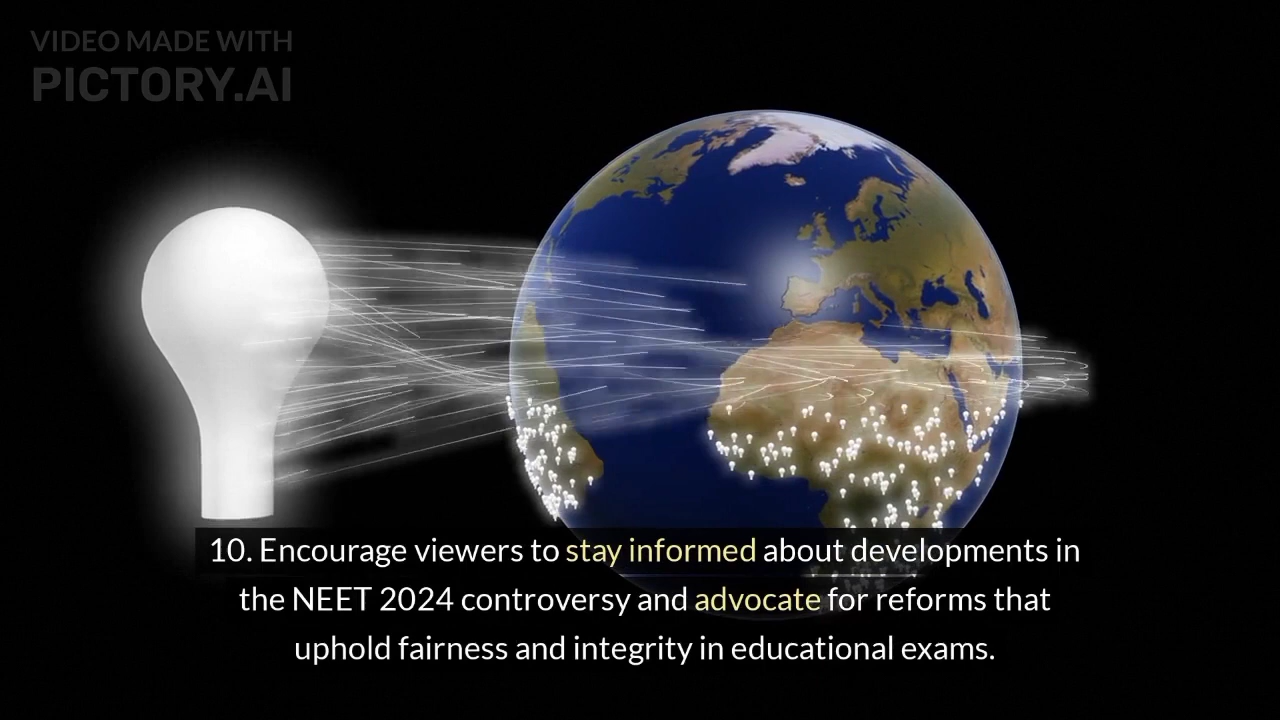 VIDEO MADE WITH
PICTORY.AI
10. Encourage viewers to stay informed about developments in
the NEET 2024 controversy and advocate for reforms that
uphold fairness and integrity in educational exams.